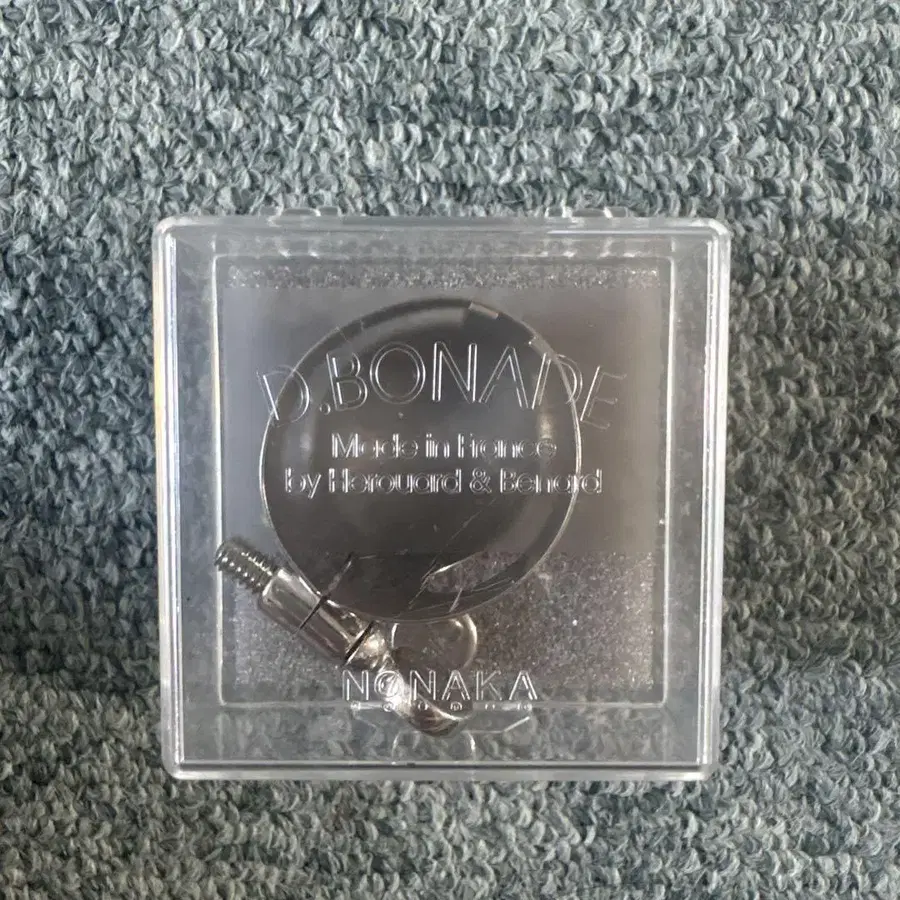 D.BONADE
Made in France
by Herouard & Benard
NONAKA